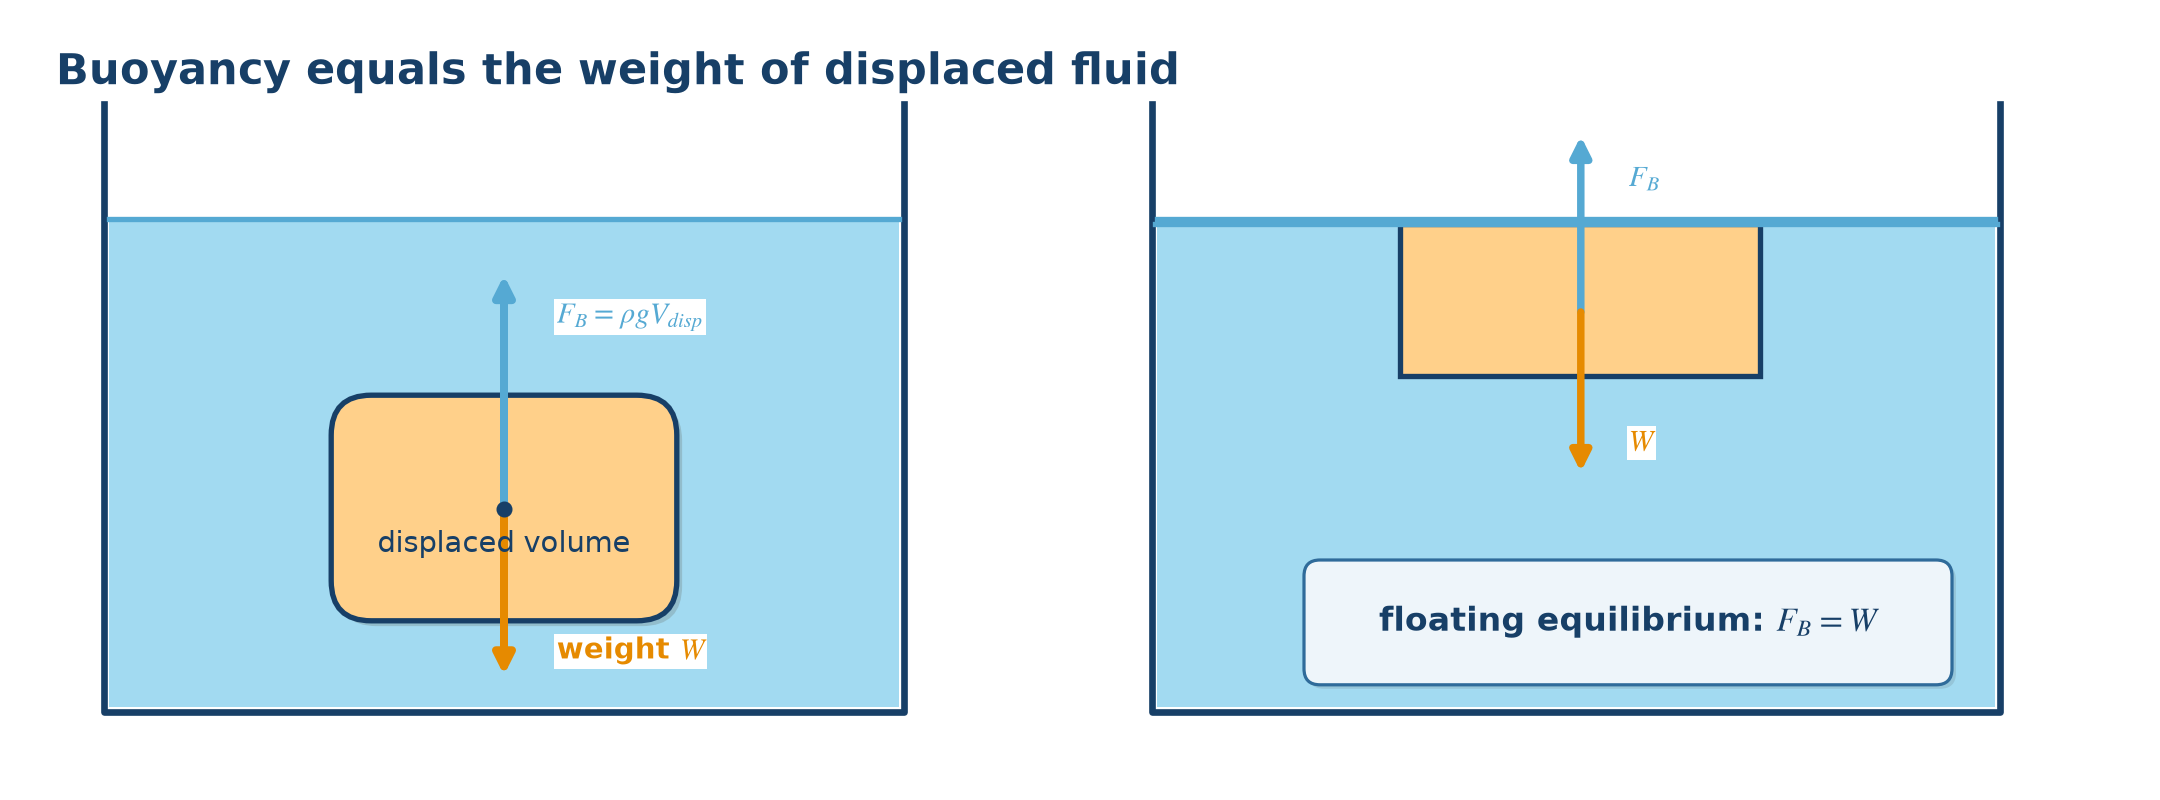 Buoyancy equals the weight of displaced fluid
F_B = ρgV_disp
displaced volume
weight W
F_B
W
floating equilibrium: F_B = W